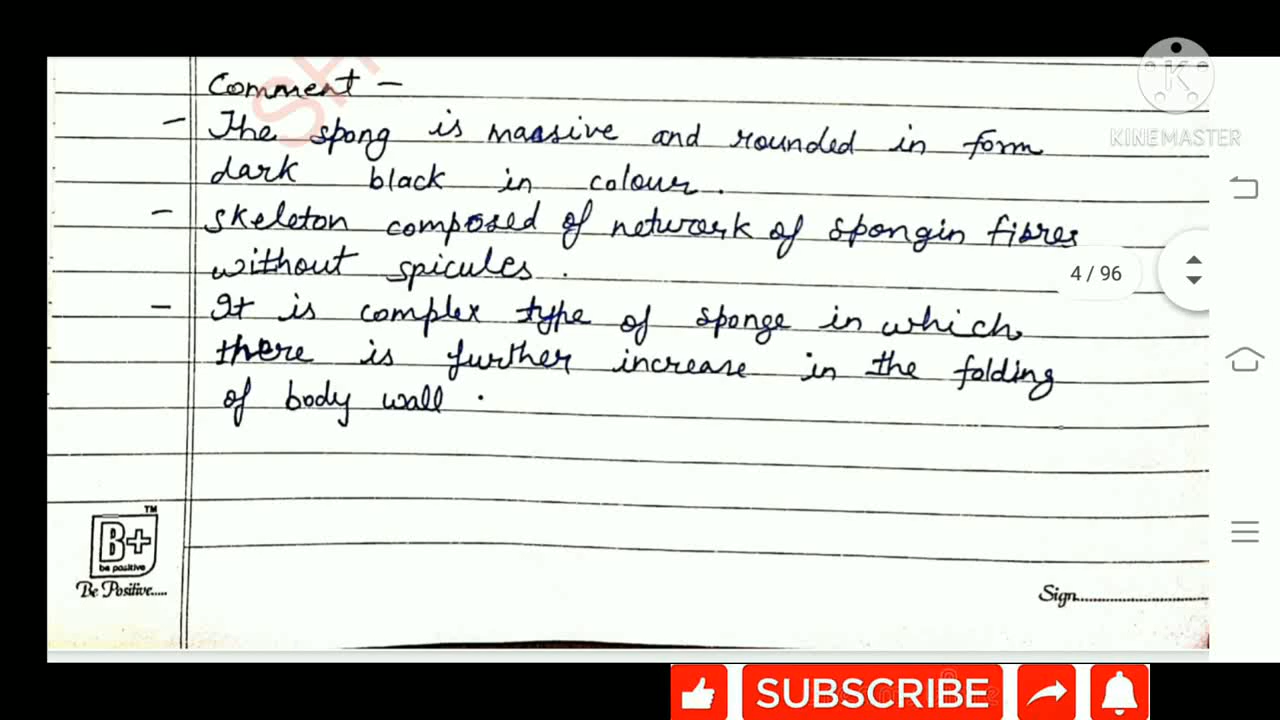 Comment –
– The spong is massive and rounded in form
dark black in colour.
– Skeleton composed of network of spongin fibres
without spicules.
– It is complex type of sponge in which
there is further increase in the folding
of body wall.
K
KINEMASTER
4 / 96
B+
TM
be positive
Be Positive.....
Sign
SUBSCRIBE